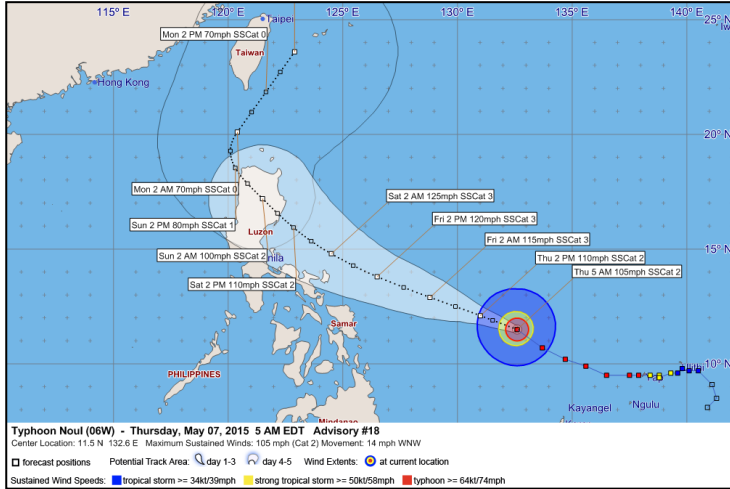 115° E
120° E
125° E
130° E
135° E
140° E
25° N
Taipei
Mon 2 PM 70mph SSCat 0
Taiwan
Hong Kong
20° N
Mon 2 AM 70mph SSCat 0
Sat 2 AM 125mph SSCat 3
Fri 2 PM 120mph SSCat 3
Sun 2 PM 80mph SSCat 1
Luzon
Fri 2 AM 115mph SSCat 3
15° N
Sun 2 AM 100mph SSCat 2
nila
Thu 2 PM 110mph SSCat 2
Thu 5 AM 105mph SSCat 2
Sat 2 PM 110mph SSCat 2
Samar
10° N
PHILIPPINES
Kayangel
Ngulu
Mindanao
Typhoon Noul (06W) - Thursday, May 07, 2015 5 AM EDT Advisory #18
Center Location: 11.5 N 132.6 E Maximum Sustained Winds: 105 mph (Cat 2) Movement: 14 mph WNW
forecast positions Potential Track Area: day 1-3 day 4-5 Wind Extents: at current location
Sustained Wind Speeds: tropical storm >= 34kt/39mph strong tropical storm >= 50kt/58mph typhoon >= 64kt/74mph